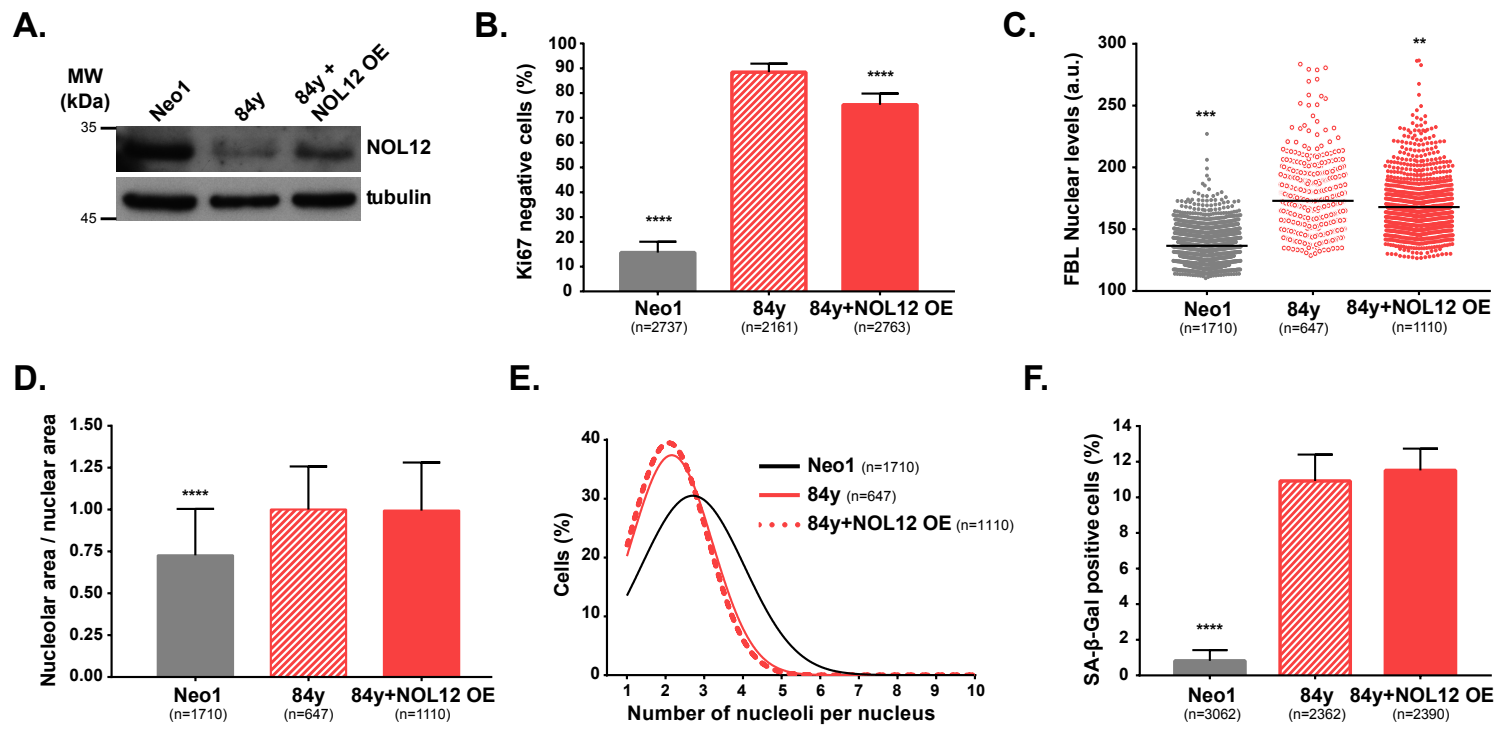 A.
MW
(kDa)
Neo1
84y
84y +
NOL12 OE
35
NOL12
tubulin
45
B.
Ki67 negative cells (%)
100
90
80
70
60
50
40
30
20
10
0
****
****
Neo1
84y
84y+NOL12 OE
(n=2737)
(n=2161)
(n=2763)
C.
FBL Nuclear levels (a.u.)
300
250
200
150
100
***
**
Neo1
84y
84y+NOL12 OE
(n=1710)
(n=647)
(n=1110)
D.
Nucleolar area / nuclear area
1.50
1.25
1.00
0.75
0.50
0.25
0.00
****
Neo1
84y
84y+NOL12 OE
(n=1710)
(n=647)
(n=1110)
E.
Cells (%)
40
30
20
10
0
Neo1 (n=1710)
84y (n=647)
84y+NOL12 OE (n=1110)
1 2 3 4 5 6 7 8 9 10
Number of nucleoli per nucleus
F.
SA-β-Gal positive cells (%)
14
12
10
8
6
4
2
0
****
Neo1
84y
84y+NOL12 OE
(n=3062)
(n=2362)
(n=2390)